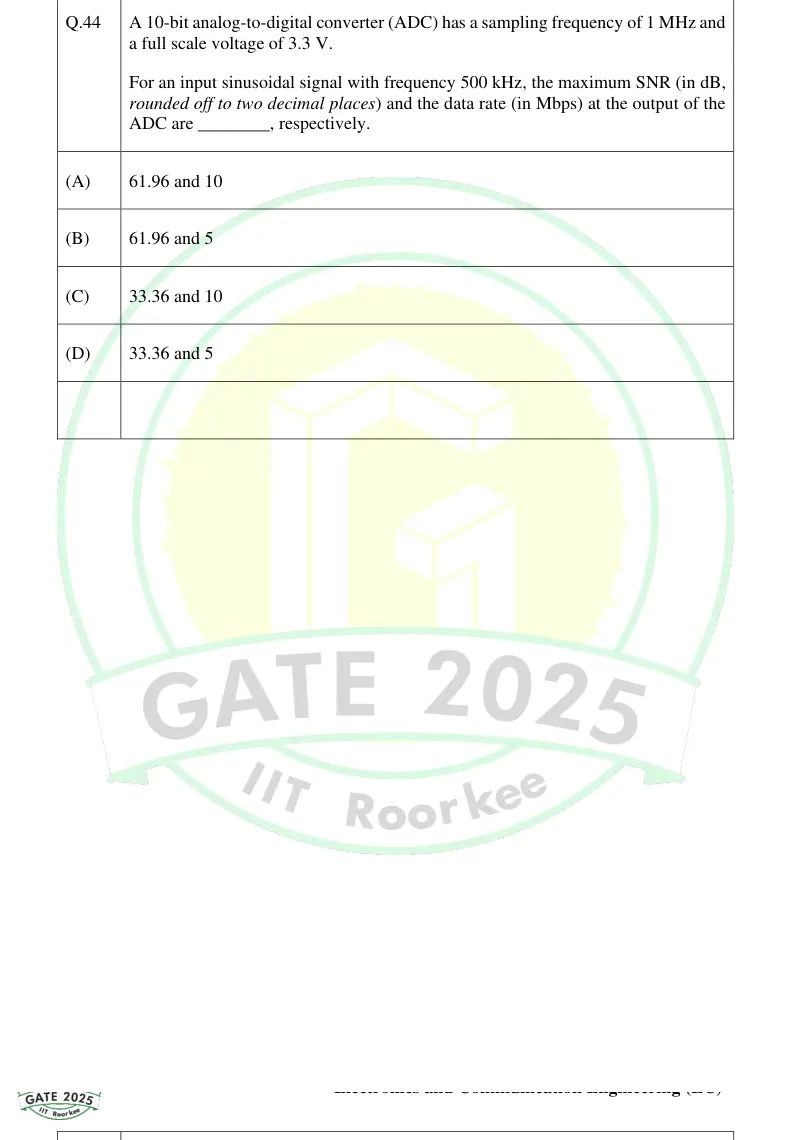 Q.44 A 10-bit analog-to-digital converter (ADC) has a sampling frequency of 1 MHz and
a full scale voltage of 3.3 V.
For an input sinusoidal signal with frequency 500 kHz, the maximum SNR (in dB,
rounded off to two decimal places) and the data rate (in Mbps) at the output of the
ADC are ________, respectively.
(A) 61.96 and 10
(B) 61.96 and 5
(C) 33.36 and 10
(D) 33.36 and 5
GATE 2025
IIT Roorkee
GATE 2025
IIT Roorkee